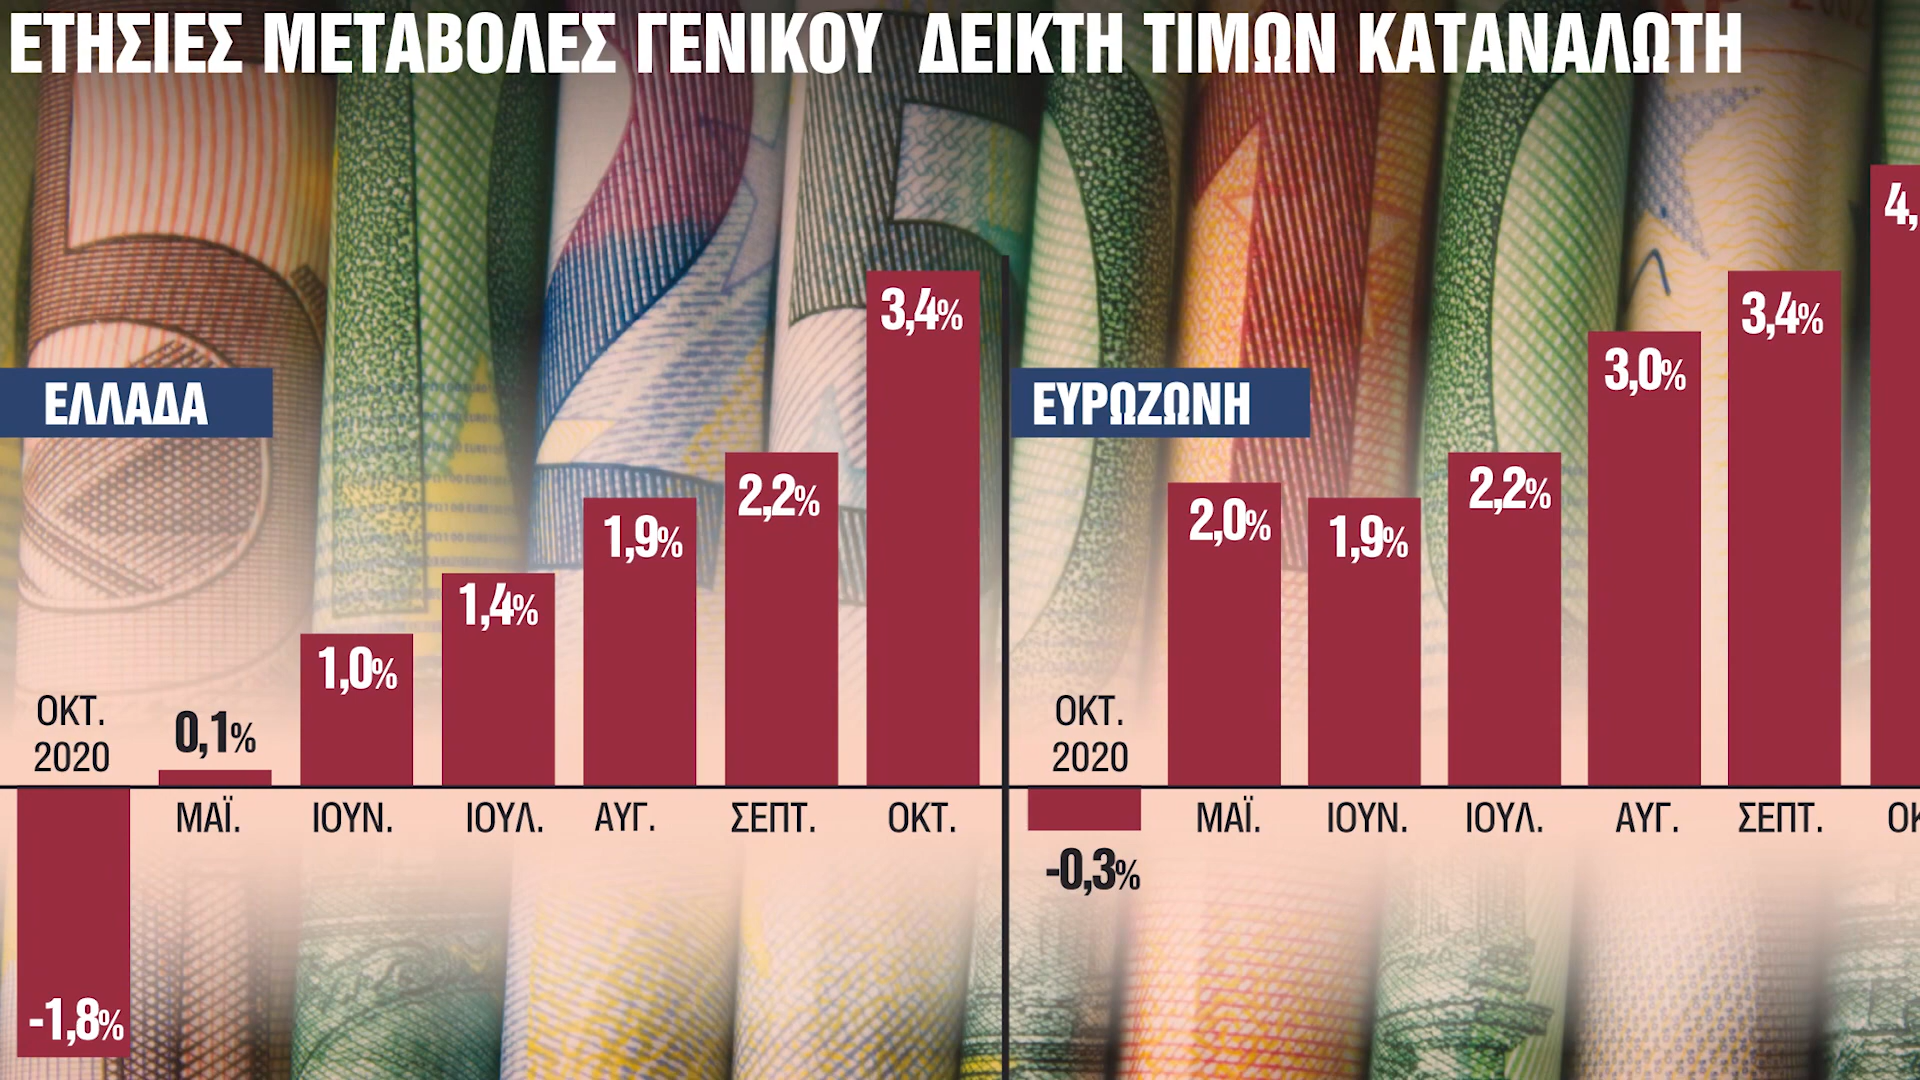 ΕΤΗΣΙΕΣ ΜΕΤΑΒΟΛΕΣ ΓΕΝΙΚΟΥ ΔΕΙΚΤΗ ΤΙΜΩΝ ΚΑΤΑΝΑΛΩΤΗ
ΕΛΛΑΔΑ
ΟΚΤ.
2020
-1,8%
0,1%
ΜΑΪ.
1,0%
ΙΟΥΝ.
1,4%
ΙΟΥΛ.
1,9%
ΑΥΓ.
2,2%
ΣΕΠΤ.
3,4%
ΟΚΤ.
ΕΥΡΩΖΩΝΗ
ΟΚΤ.
2020
-0,3%
2,0%
ΜΑΪ.
1,9%
ΙΟΥΝ.
2,2%
ΙΟΥΛ.
3,0%
ΑΥΓ.
3,4%
ΣΕΠΤ.
4,